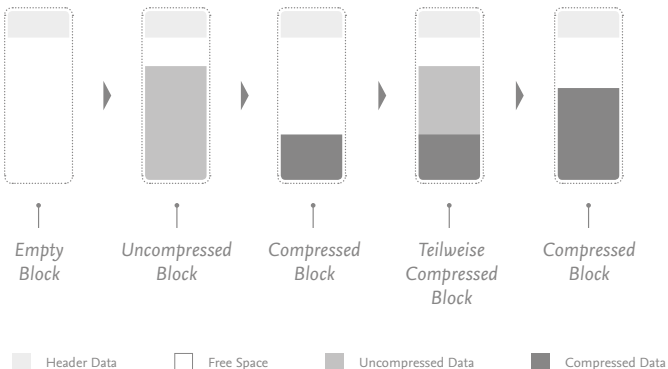 Empty
Block
Uncompressed
Block
Compressed
Block
Teilweise
Compressed
Block
Compressed
Block
Header Data
Free Space
Uncompressed Data
Compressed Data